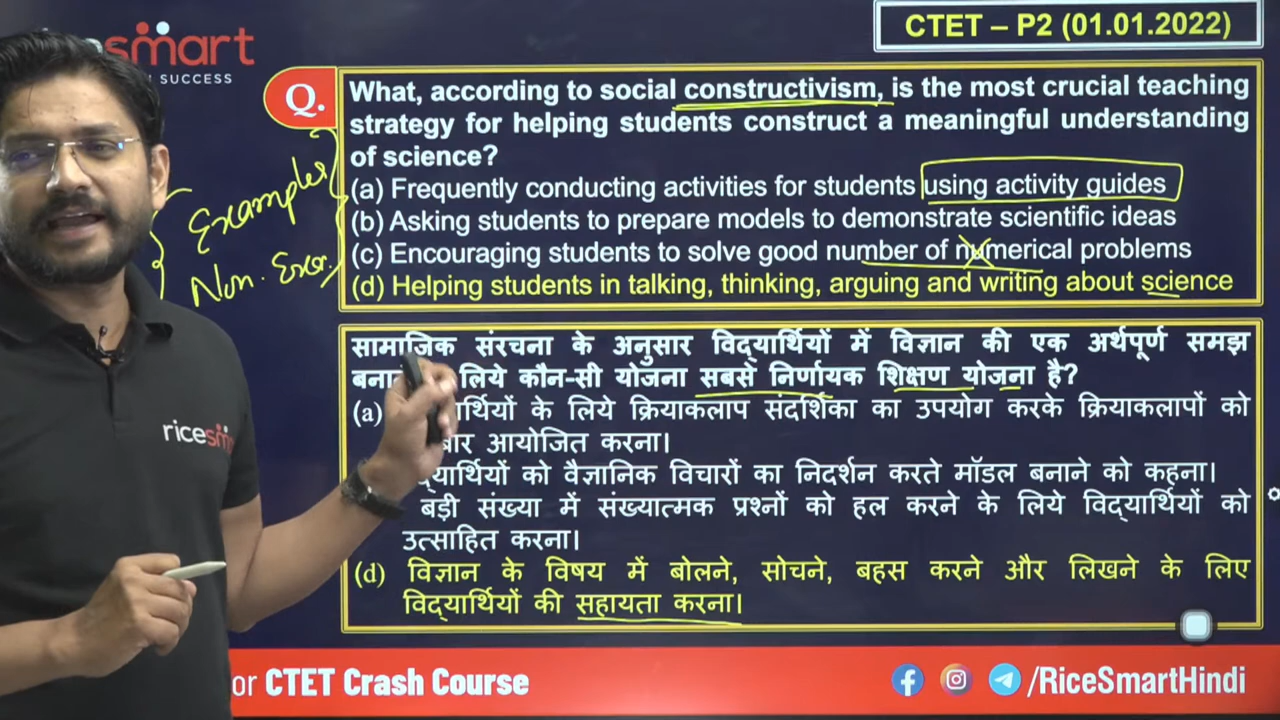 smart
SUCCESS
CTET – P2 (01.01.2022)
Q.
What, according to social constructivism, is the most crucial teaching
strategy for helping students construct a meaningful understanding
of science?
(a) Frequently conducting activities for students using activity guides
(b) Asking students to prepare models to demonstrate scientific ideas
(c) Encouraging students to solve good number of numerical problems
(d) Helping students in talking, thinking, arguing and writing about science
Examples
Non.
सामाजिक संरचना के अनुसार विद्यार्थियों में विज्ञान की एक अर्थपूर्ण समझ
लिये कौन-सी योजना सबसे निर्णायक शिक्षण योजना है?
(a) के लिये क्रियाकलाप संदर्शिका का उपयोग करके क्रियाकलापों को
आयोजित करना।
को वैज्ञानिक विचारों का निदर्शन करते मॉडल बनाने को कहना।
बड़ी संख्या में संख्यात्मक प्रश्नों को हल करने के लिये विद्यार्थियों को
उत्साहित करना।
(d) विज्ञान के विषय में बोलने, सोचने, बहस करने और लिखने के लिए
विद्यार्थियों की सहायता करना।
ricesm
or CTET Crash Course
/RiceSmartHindi